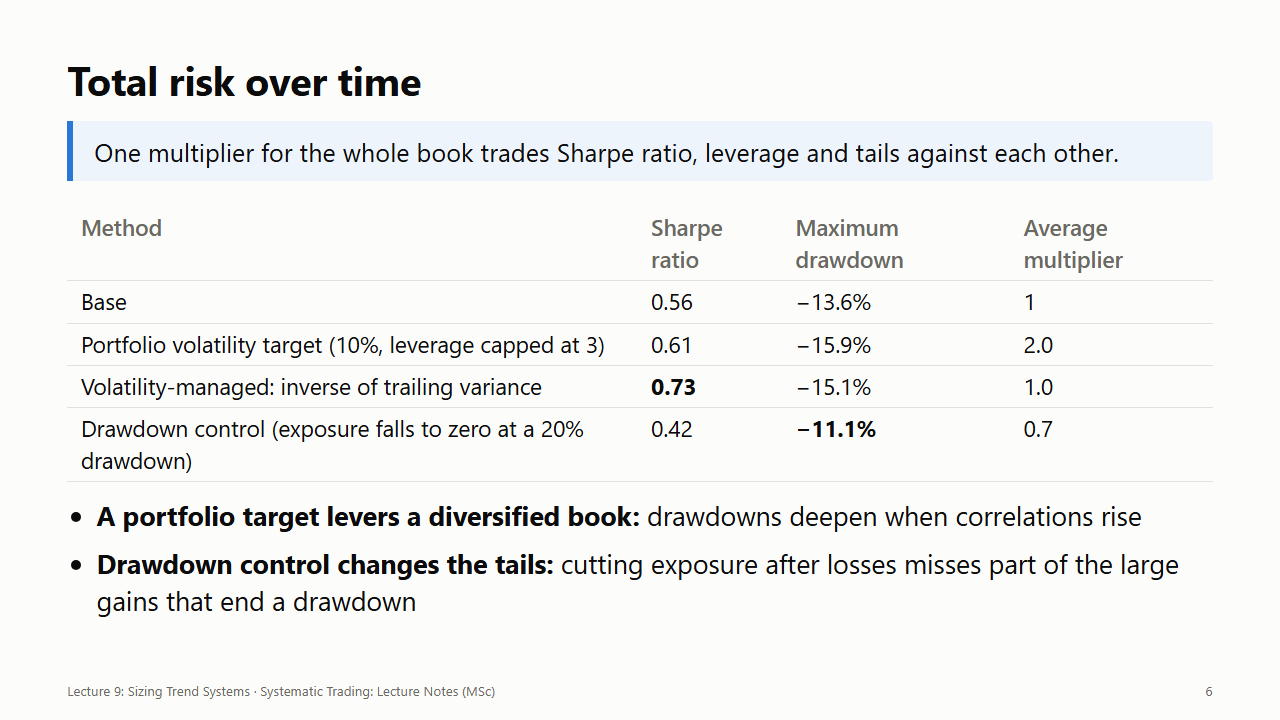 Total risk over time
One multiplier for the whole book trades Sharpe ratio, leverage and tails against each other.
Method Sharpe ratio Maximum drawdown Average multiplier
Base 0.56 −13.6% 1
Portfolio volatility target (10%, leverage capped at 3) 0.61 −15.9% 2.0
Volatility-managed: inverse of trailing variance 0.73 −15.1% 1.0
Drawdown control (exposure falls to zero at a 20% drawdown) 0.42 −11.1% 0.7
• A portfolio target levers a diversified book: drawdowns deepen when correlations rise
• Drawdown control changes the tails: cutting exposure after losses misses part of the large
gains that end a drawdown
Lecture 9: Sizing Trend Systems · Systematic Trading: Lecture Notes (MSc) 6